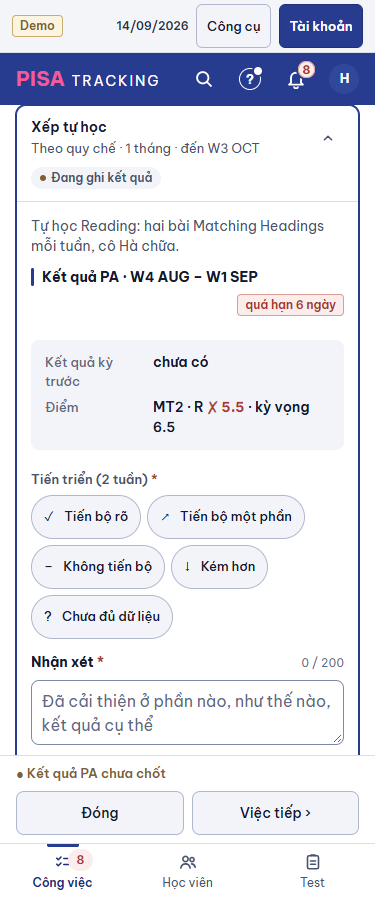 Demo
14/09/2026
Công cụ
Tài khoản
PISA TRACKING
?
8
H
Xếp tự học
Theo quy chế · 1 tháng · đến W3 OCT
● Đang ghi kết quả
Tự học Reading: hai bài Matching Headings
mỗi tuần, cô Hà chữa.
Kết quả PA · W4 AUG – W1 SEP
quá hạn 6 ngày
Kết quả kỳ
trước
chưa có
Điểm
MT2 · R ✗ 5.5 · kỳ vọng
6.5
Tiến triển (2 tuần) *
✓ Tiến bộ rõ
↗ Tiến bộ một phần
– Không tiến bộ
↓ Kém hơn
? Chưa đủ dữ liệu
Nhận xét *
0 / 200
Đã cải thiện ở phần nào, như thế nào,
kết quả cụ thể
● Kết quả PA chưa chốt
Đóng
Việc tiếp ›
8
Công việc
Học viên
Test